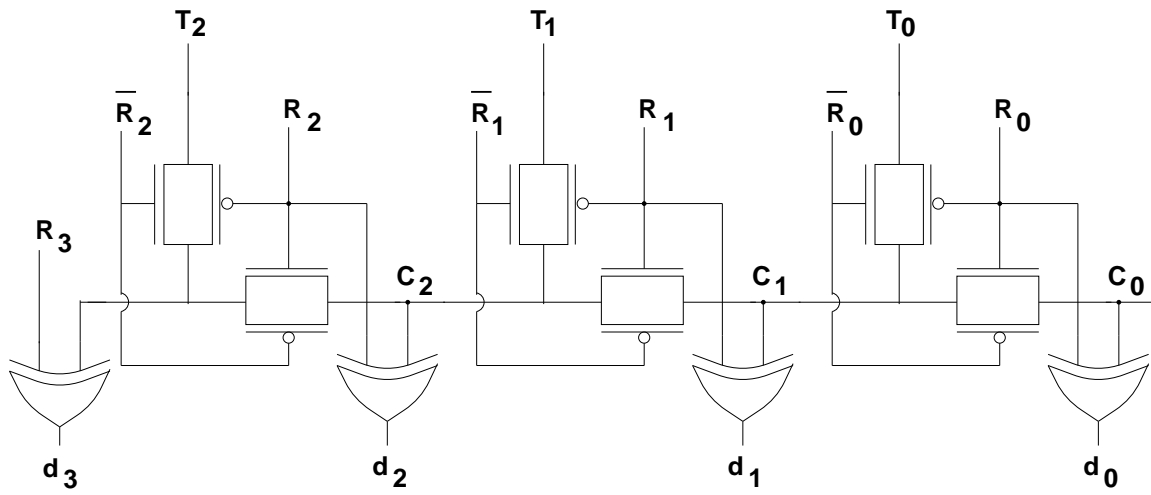 T2 T1 T0
R̅2 R2 R̅1 R1 R̅0 R0
R3 C2 C1 C0
d3 d2 d1 d0